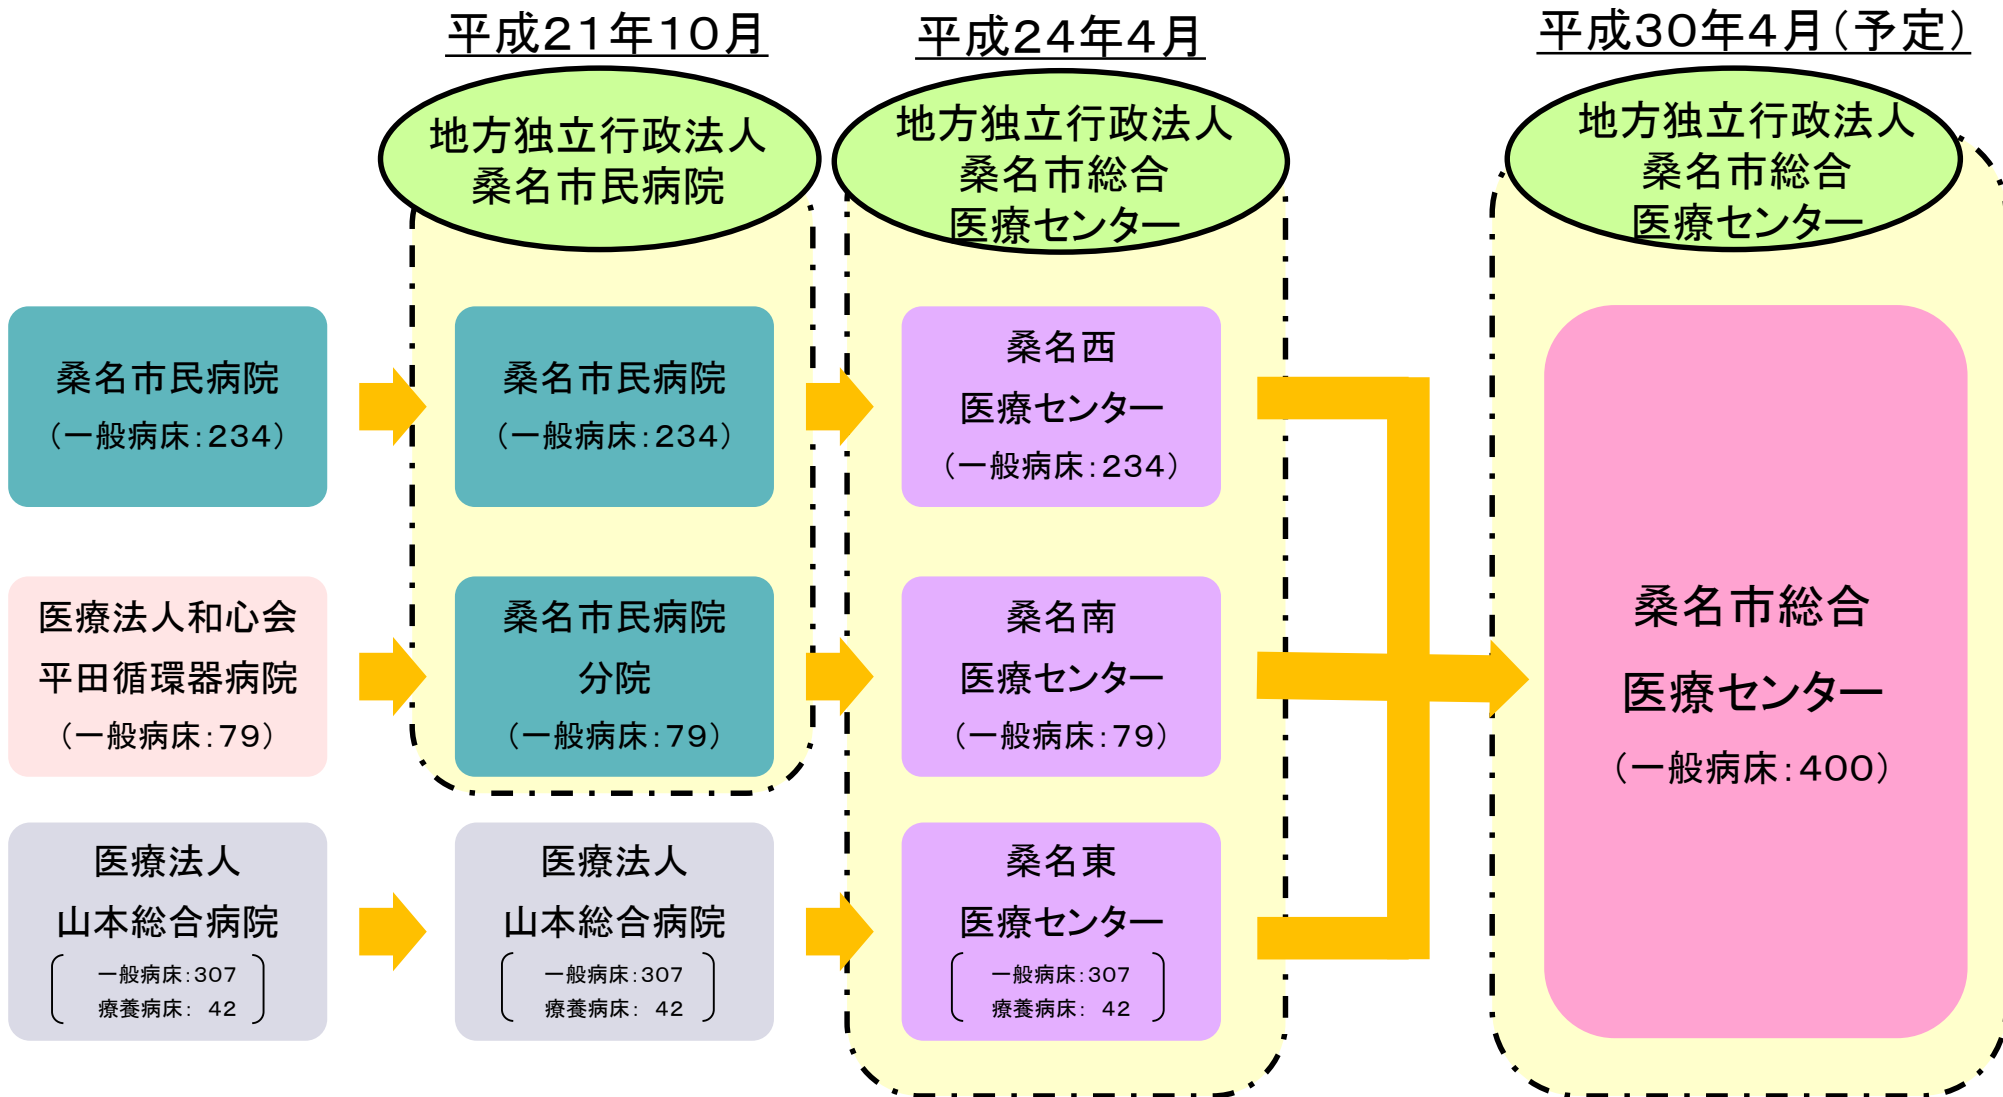 平成21年10月
平成24年4月
平成30年4月(予定)
地方独立行政法人
桑名市民病院
地方独立行政法人
桑名市総合
医療センター
地方独立行政法人
桑名市総合
医療センター
桑名市民病院
(一般病床:234)
桑名市民病院
(一般病床:234)
桑名西
医療センター
(一般病床:234)
医療法人和心会
平田循環器病院
(一般病床:79)
桑名市民病院
分院
(一般病床:79)
桑名南
医療センター
(一般病床:79)
医療法人
山本総合病院
一般病床:307
療養病床: 42
医療法人
山本総合病院
一般病床:307
療養病床: 42
桑名東
医療センター
一般病床:307
療養病床: 42
桑名市総合
医療センター
(一般病床:400)